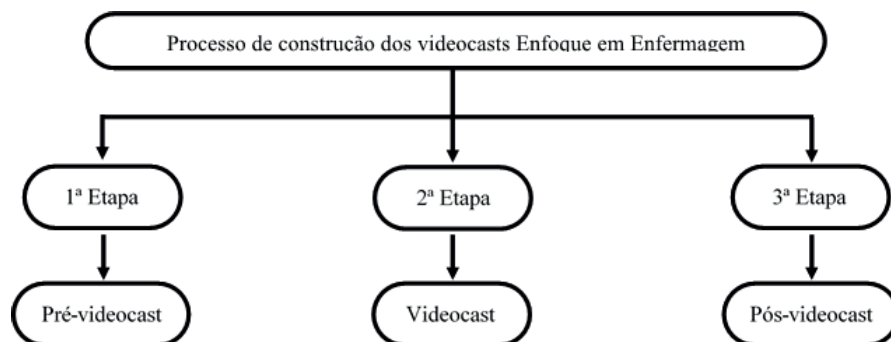 Processo de construção dos videocasts Enfoque em Enfermagem
1ª Etapa
2ª Etapa
3ª Etapa
Pré-videocast
Videocast
Pós-videocast